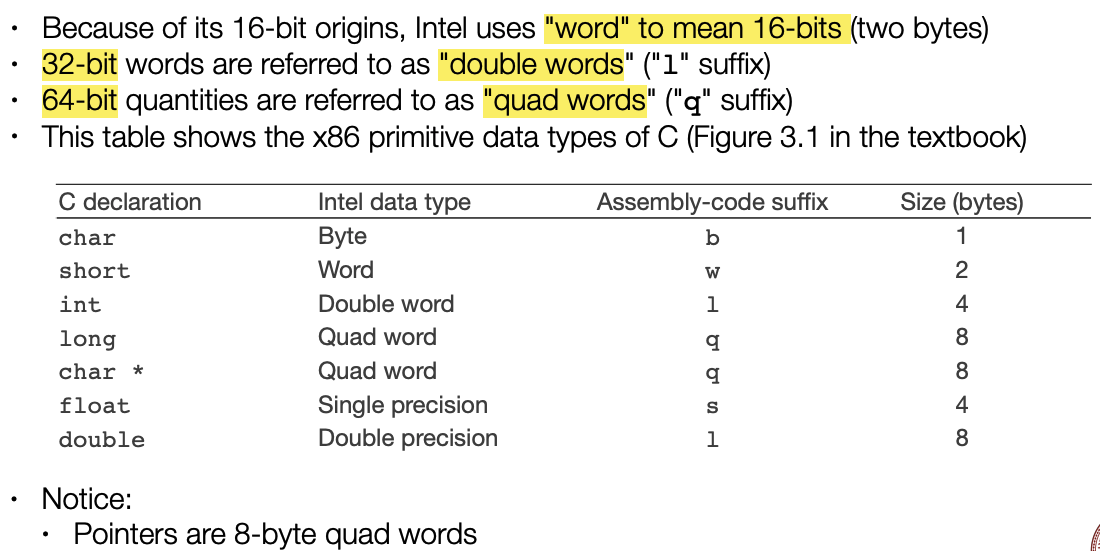 • Because of its 16-bit origins, Intel uses "word" to mean 16-bits (two bytes)
• 32-bit words are referred to as "double words" ("l" suffix)
• 64-bit quantities are referred to as "quad words" ("q" suffix)
• This table shows the x86 primitive data types of C (Figure 3.1 in the textbook)
C declaration Intel data type Assembly-code suffix Size (bytes)
char Byte b 1
short Word w 2
int Double word l 4
long Quad word q 8
char * Quad word q 8
float Single precision s 4
double Double precision l 8
• Notice:
• Pointers are 8-byte quad words